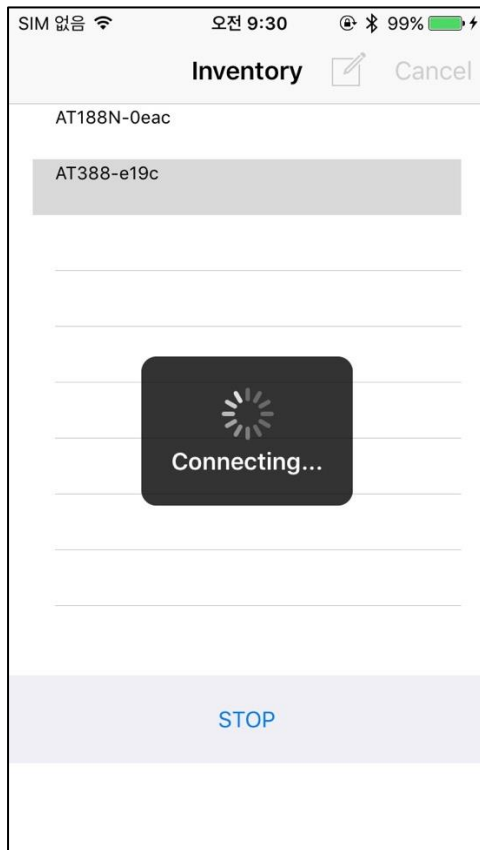 SIM 없음 오전 9:30 99%
Inventory Cancel
AT188N-0eac
AT388-e19c
Connecting...
STOP